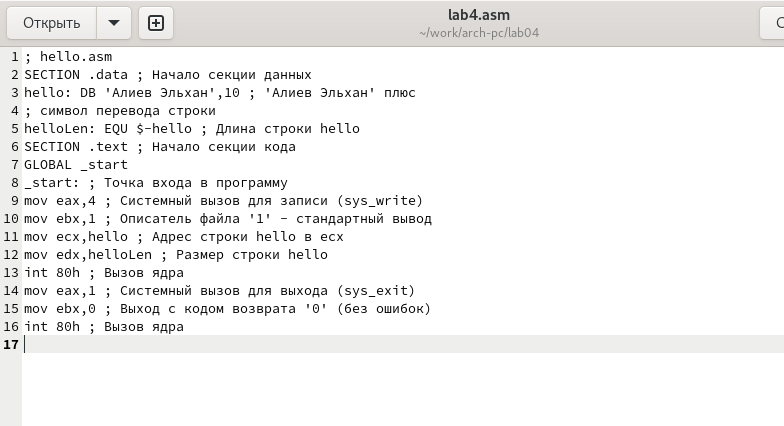 Открыть
lab4.asm
~/work/arch-pc/lab04
1 ; hello.asm
2 SECTION .data ; Начало секции данных
3 hello: DB 'Алиев Эльхан',10 ; 'Алиев Эльхан' плюс
4 ; символ перевода строки
5 helloLen: EQU $-hello ; Длина строки hello
6 SECTION .text ; Начало секции кода
7 GLOBAL _start
8 _start: ; Точка входа в программу
9 mov eax,4 ; Системный вызов для записи (sys_write)
10 mov ebx,1 ; Описатель файла '1' - стандартный вывод
11 mov ecx,hello ; Адрес строки hello в ecx
12 mov edx,helloLen ; Размер строки hello
13 int 80h ; Вызов ядра
14 mov eax,1 ; Системный вызов для выхода (sys_exit)
15 mov ebx,0 ; Выход с кодом возврата '0' (без ошибок)
16 int 80h ; Вызов ядра
17